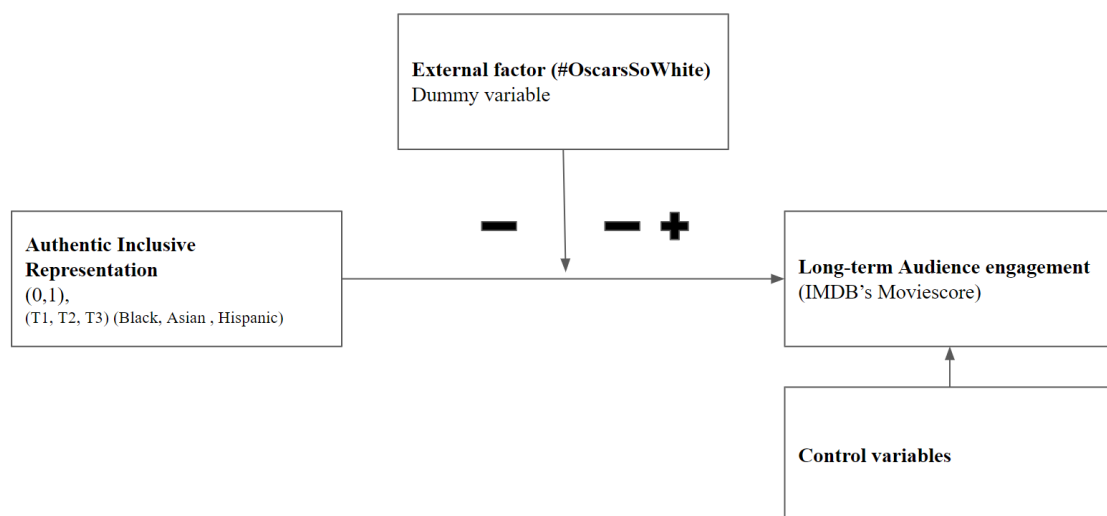 External factor (#OscarsSoWhite)
Dummy variable
Authentic Inclusive
Representation
(0,1),
(T1, T2, T3) (Black, Asian , Hispanic)
Long-term Audience engagement
(IMDB's Moviescore)
Control variables